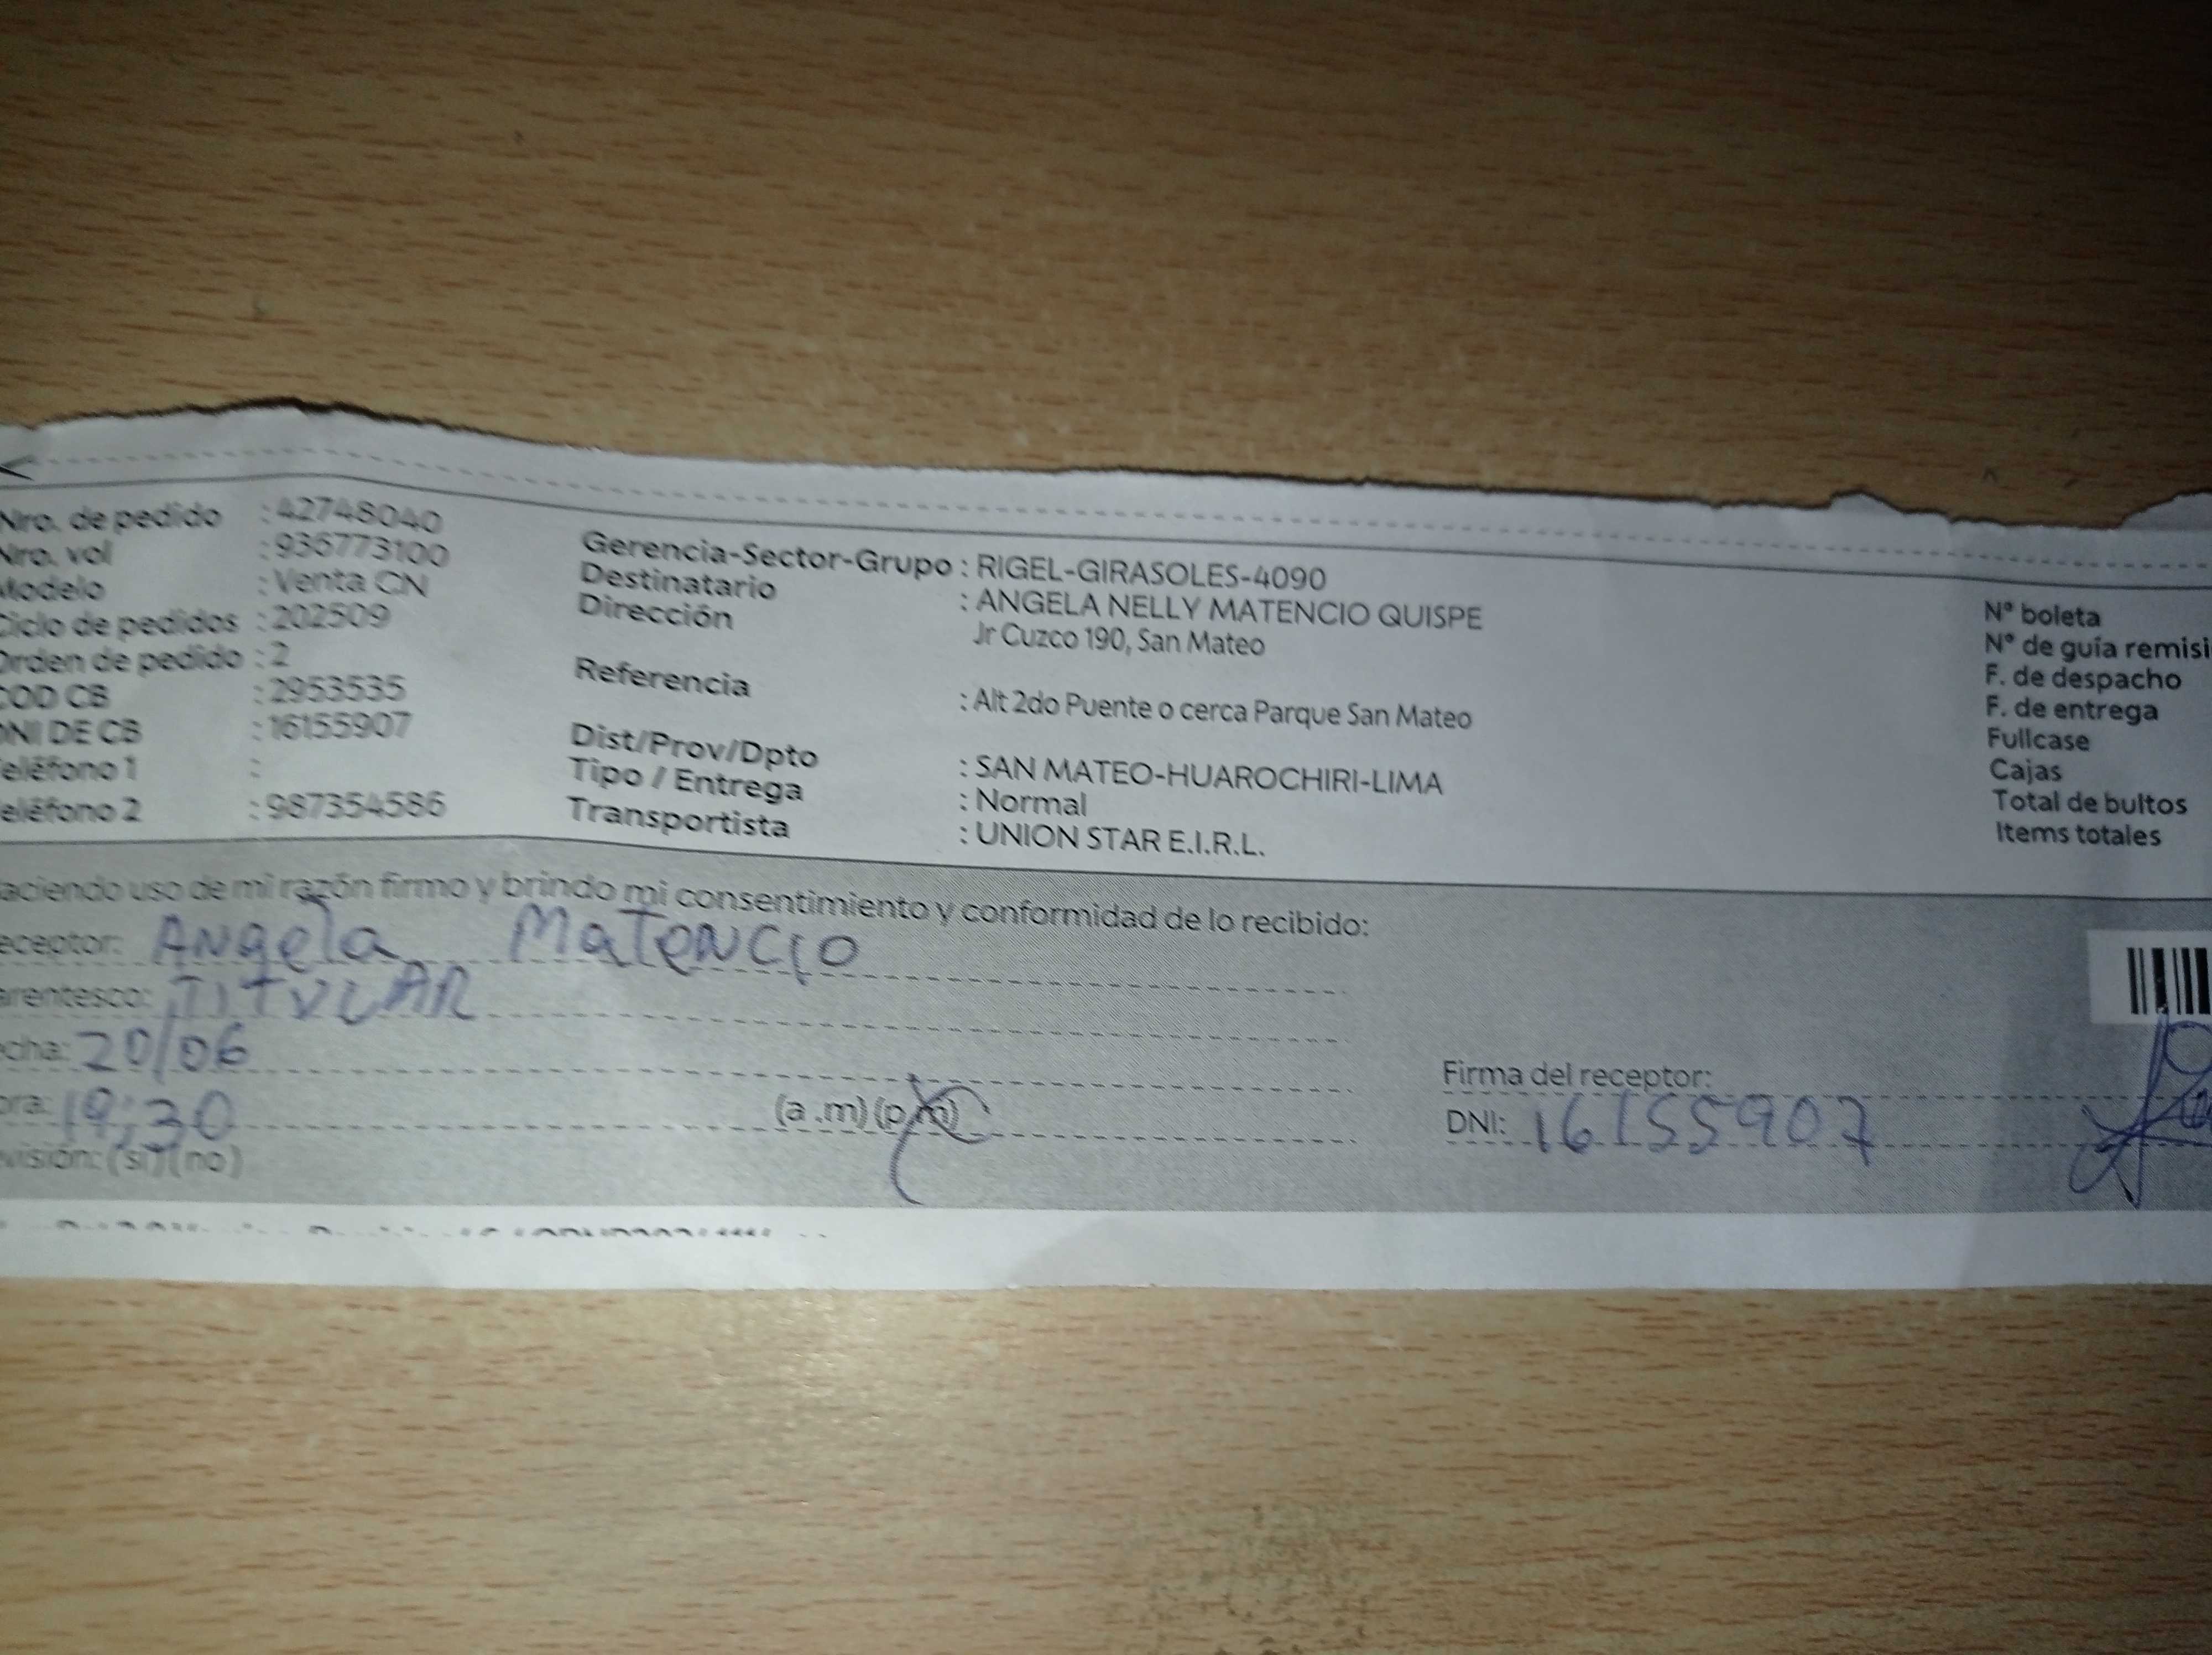 Nro. de pedido : 42748040
Nro. vol : 936773100
Modelo : Venta CN
Ciclo de pedidos : 202509
Orden de pedido : 2
COD CB : 2953535
DNI DE CB : 16155907
eléfono 1 :
eléfono 2 : 987354586
Gerencia-Sector-Grupo : RIGEL-GIRASOLES-4090
Destinatario : ANGELA NELLY MATENCIO QUISPE
Dirección Jr Cuzco 190, San Mateo
Referencia : Alt 2do Puente o cerca Parque San Mateo
Dist/Prov/Dpto : SAN MATEO-HUAROCHIRI-LIMA
Tipo / Entrega : Normal
Transportista : UNION STAR E.I.R.L.
N° boleta
N° de guía remisi
F. de despacho
F. de entrega
Fullcase
Cajas
Total de bultos
Items totales
aciendo uso de mi razón firmo y brindo mi consentimiento y conformidad de lo recibido:
eceptor: Angela Matencio
arentesco: TITULAR
echa: 20/06
ora: 19:30 (a .m) (p.m)
evisión: (si) (no)
Firma del receptor:
DNI: 16155907